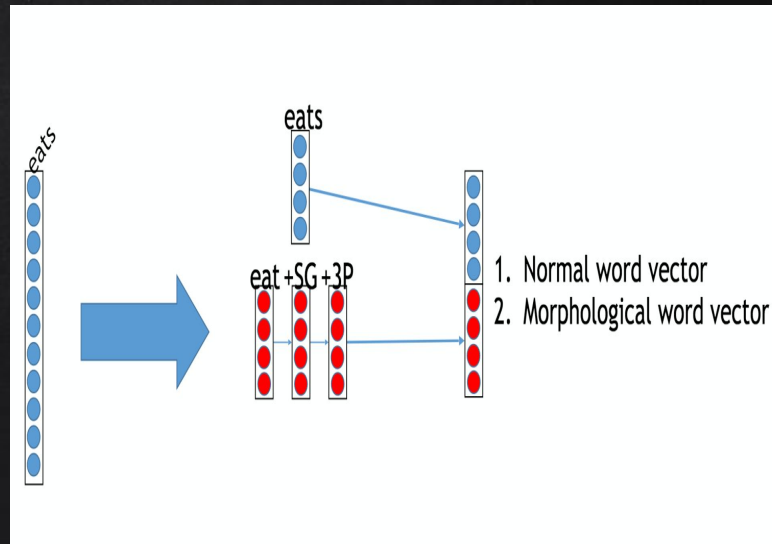 eats
eats
eat +SG +3P
1. Normal word vector
2. Morphological word vector